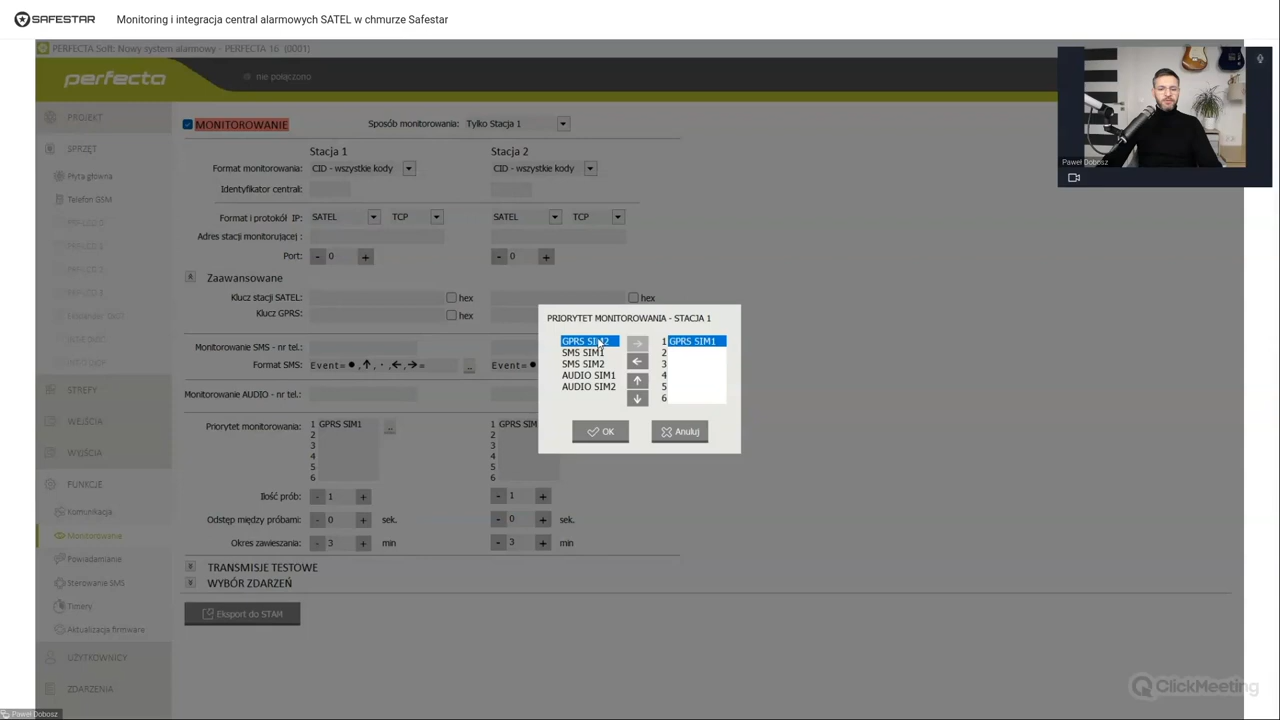 SAFESTAR Monitoring i integracja central alarmowych SATEL w chmurze Safestar
PERFECTA Soft: Nowy system alarmowy - PERFECTA 16 (0001)
perfecta
nie połączono
Paweł Dobosz
PROJEKT
SPRZĘT
Płyta główna
Telefon GSM
STREFY
WEJŚCIA
WYJŚCIA
FUNKCJE
Komunikacja
Monitorowanie
Powiadamianie
Sterowanie SMS
Timery
Aktualizacja firmware
UŻYTKOWNICY
ZDARZENIA
MONITOROWANIE Sposób monitorowania: Tylko Stacja 1
Stacja 1 Stacja 2
Format monitorowania: CID - wszystkie kody CID - wszystkie kody
Identyfikator centrali:
Format i protokół IP: SATEL TCP SATEL TCP
Adres stacji monitorującej :
Port: - 0 + - 0 +
Zaawansowane
Klucz stacji SATEL: hex hex
Klucz GPRS: hex
Monitorowanie SMS - nr tel.:
Format SMS: Event=●,↑,·,←,→= ... Event=●
Monitorowanie AUDIO - nr tel.:
Priorytet monitorowania: 1 GPRS SIM1 ... 1 GPRS SIM
2 2
3 3
4 4
5 5
6 6
Ilość prób: - 1 + - 1 +
Odstęp między próbami: - 0 + sek. - 0 + sek.
Okres zawieszania: - 3 + min - 3 + min
TRANSMISJE TESTOWE
WYBÓR ZDARZEŃ
Eksport do STAM
PRIORYTET MONITOROWANIA - STACJA 1
GPRS SIM2 → 1 GPRS SIM1
SMS SIM1 ← 2
SMS SIM2 3
AUDIO SIM1 ↑ 4
AUDIO SIM2 5
↓ 6
OK Anuluj
ClickMeeting
Paweł Dobosz